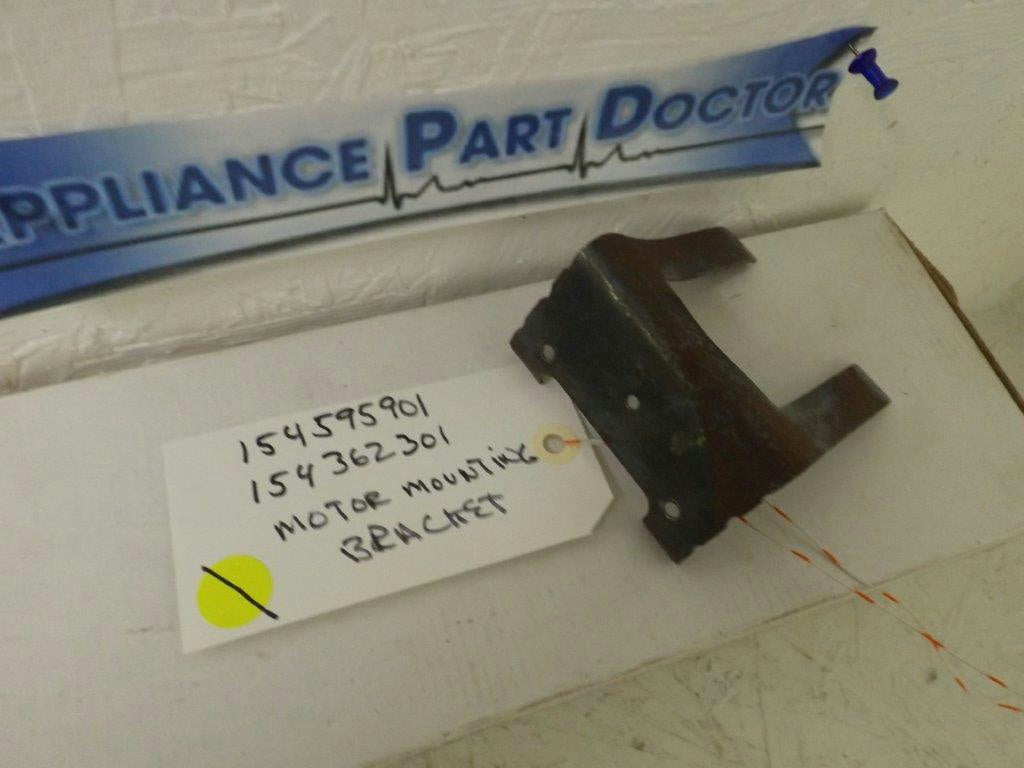 APPLIANCE PART DOCTOR
154595901
154362301
MOTOR MOUNTING
BRACKET